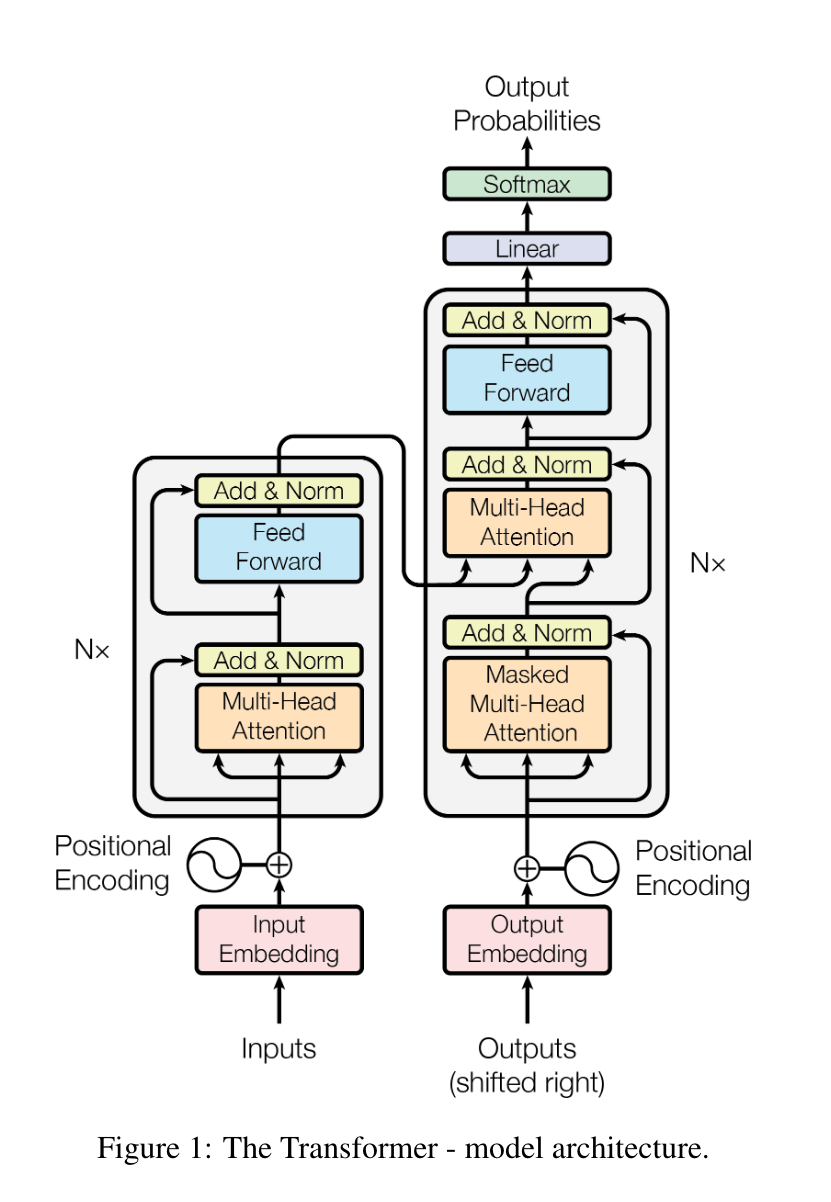 Output
Probabilities
Softmax
Linear
Add & Norm
Feed
Forward
Add & Norm
Multi-Head
Attention
Add & Norm
Masked
Multi-Head
Attention
N×
Add & Norm
Feed
Forward
Add & Norm
Multi-Head
Attention
N×
Positional
Encoding
Positional
Encoding
Input
Embedding
Output
Embedding
Inputs
Outputs
(shifted right)
Figure 1: The Transformer - model architecture.